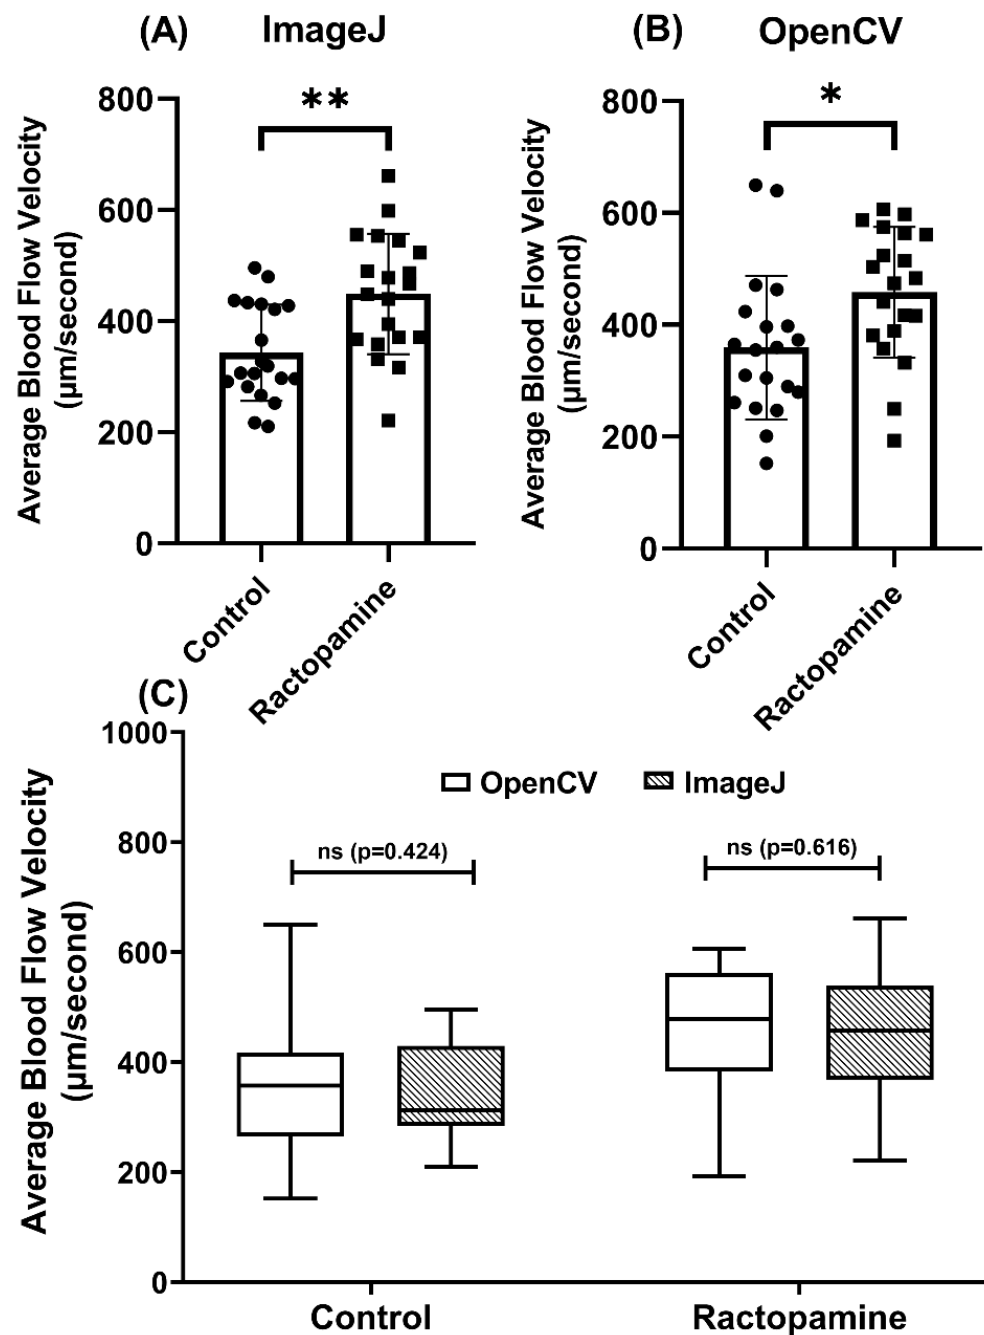 (A) ImageJ
Average Blood Flow Velocity
(µm/second)
800
600
400
200
0
**
Control
Ractopamine
(B) OpenCV
Average Blood Flow Velocity
(µm/second)
800
600
400
200
0
*
Control
Ractopamine
(C)
Average Blood Flow Velocity
(µm/second)
1000
800
600
400
200
0
OpenCV ImageJ
ns (p=0.424)
ns (p=0.616)
Control
Ractopamine